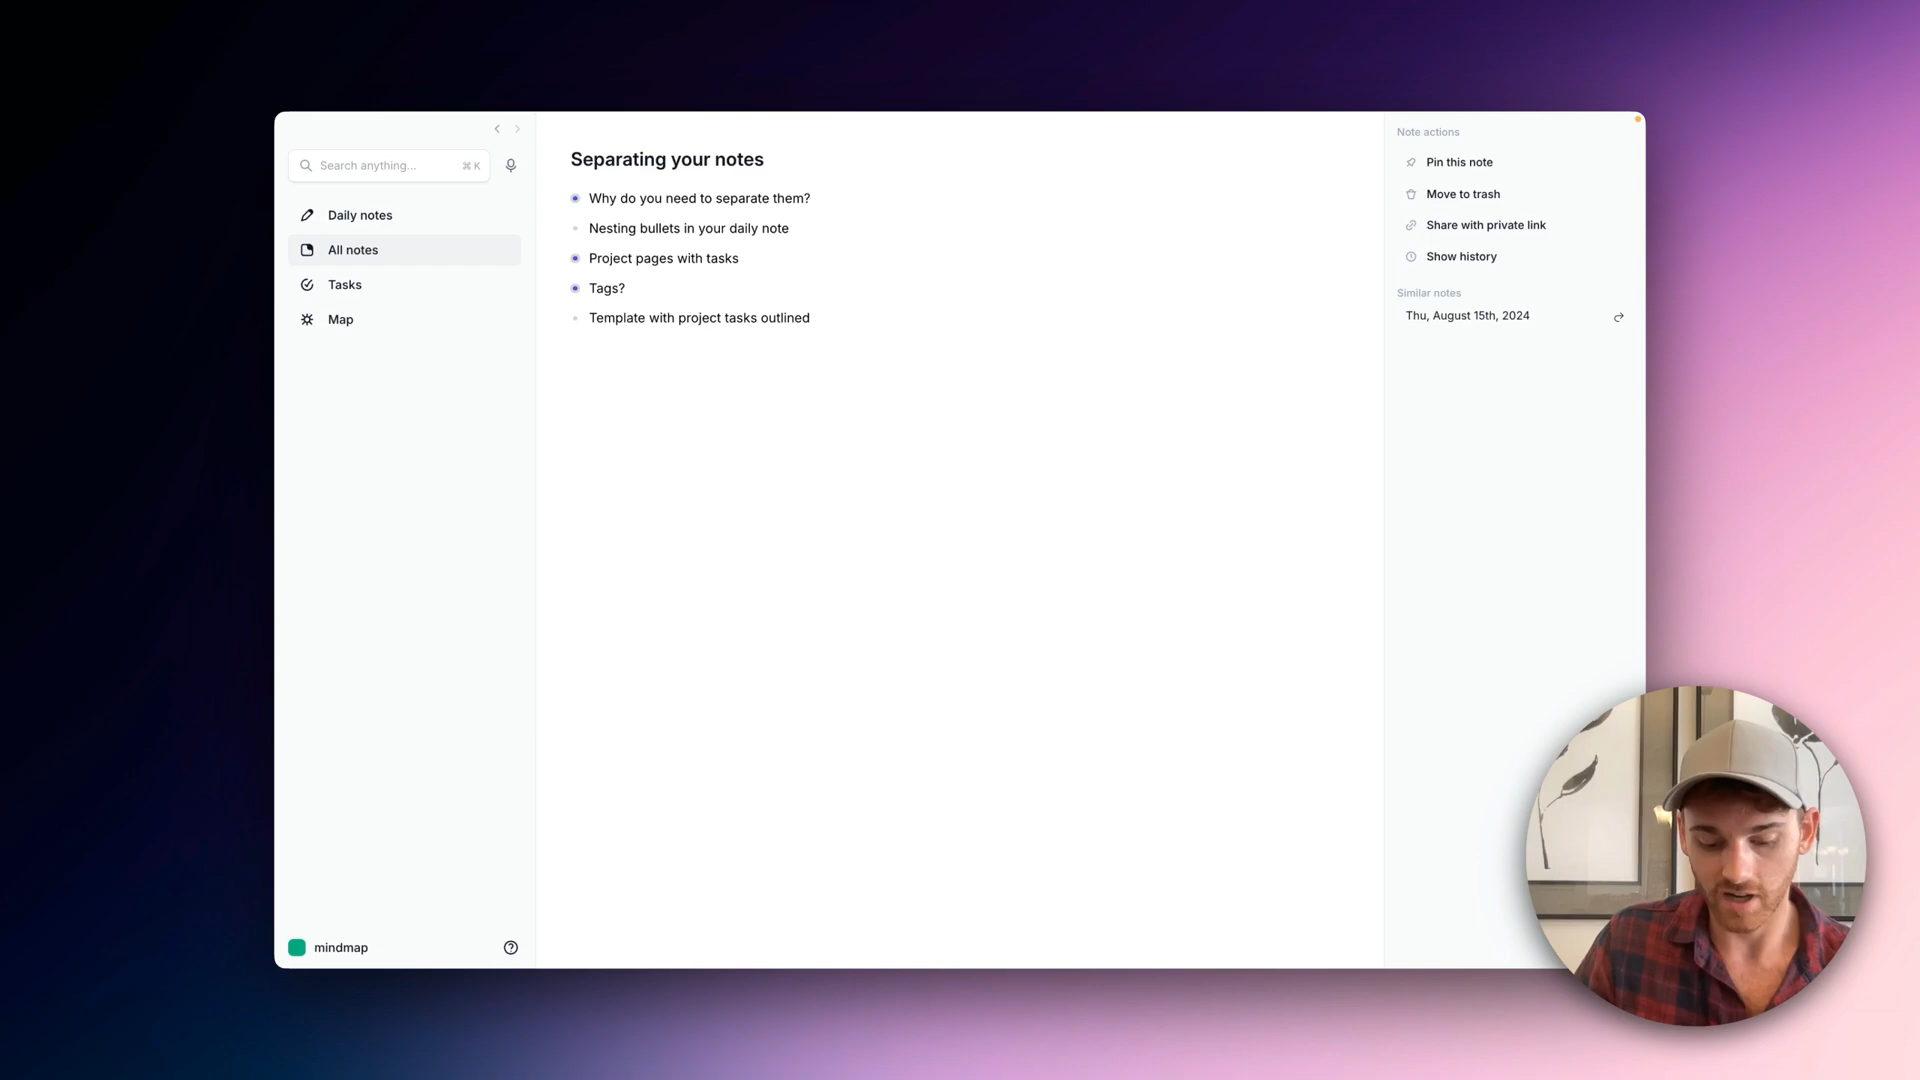 Search anything...
⌘ K
Daily notes
All notes
Tasks
Map
mindmap
Separating your notes
Why do you need to separate them?
Nesting bullets in your daily note
Project pages with tasks
Tags?
Template with project tasks outlined
Note actions
Pin this note
Move to trash
Share with private link
Show history
Similar notes
Thu, August 15th, 2024